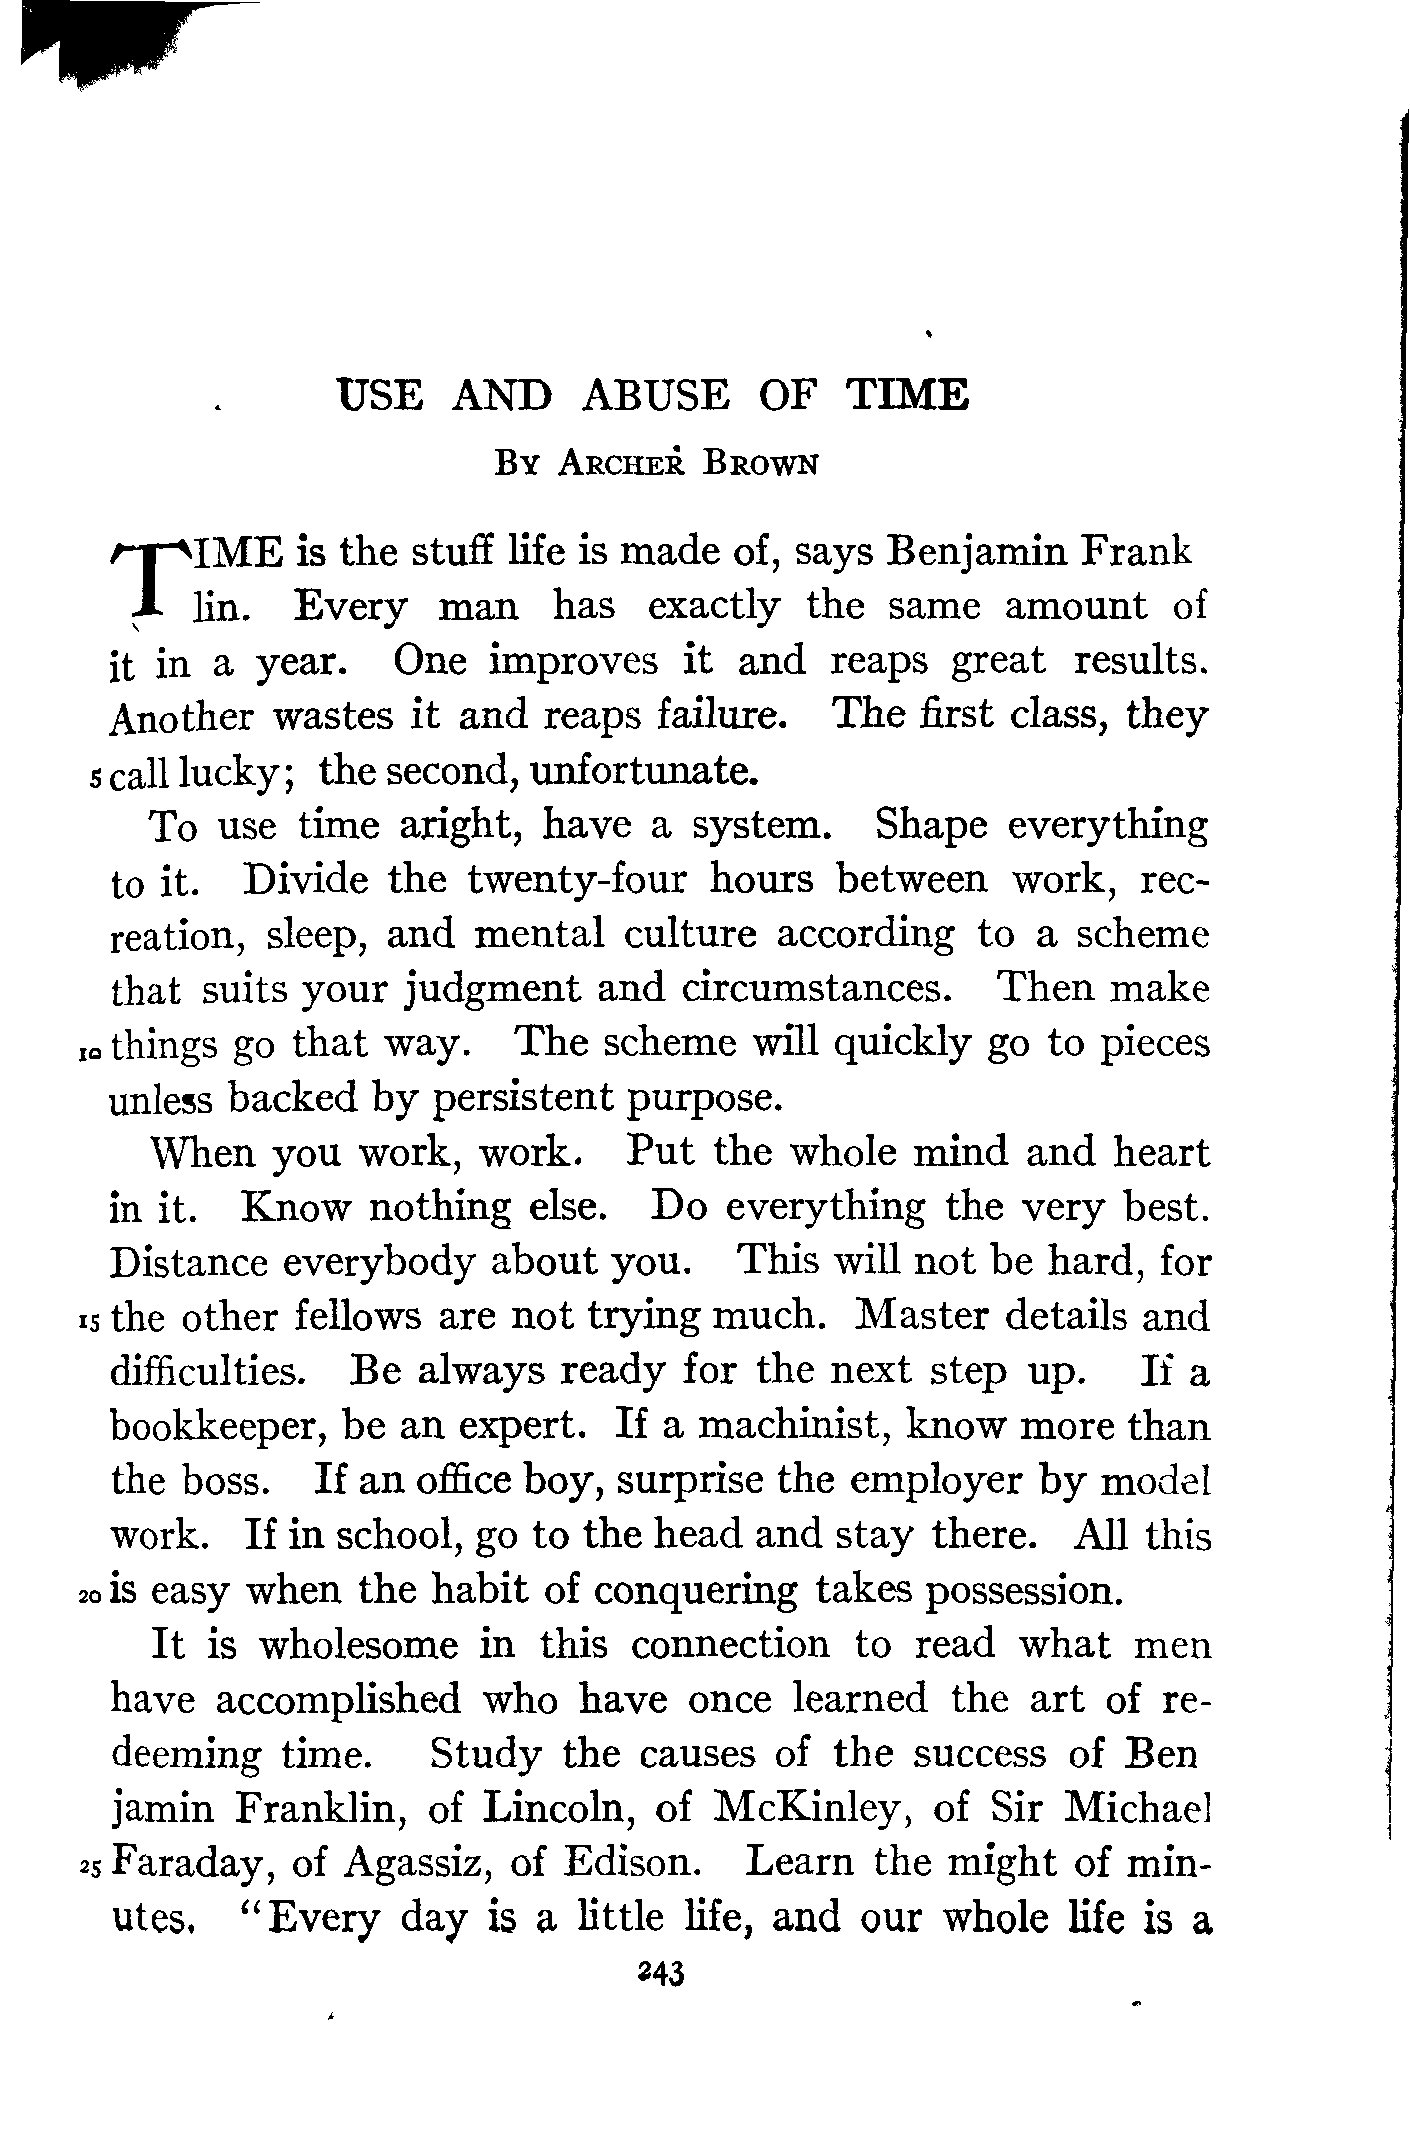 USE AND ABUSE OF TIME
BY ARCHER BROWN
TIME is the stuff life is made of, says Benjamin Frank
lin. Every man has exactly the same amount of
it in a year. One improves it and reaps great results.
Another wastes it and reaps failure. The first class, they
5 call lucky; the second, unfortunate.
To use time aright, have a system. Shape everything
to it. Divide the twenty-four hours between work, rec-
reation, sleep, and mental culture according to a scheme
that suits your judgment and circumstances. Then make
10 things go that way. The scheme will quickly go to pieces
unless backed by persistent purpose.
When you work, work. Put the whole mind and heart
in it. Know nothing else. Do everything the very best.
Distance everybody about you. This will not be hard, for
15 the other fellows are not trying much. Master details and
difficulties. Be always ready for the next step up. If a
bookkeeper, be an expert. If a machinist, know more than
the boss. If an office boy, surprise the employer by model
work. If in school, go to the head and stay there. All this
20 is easy when the habit of conquering takes possession.
It is wholesome in this connection to read what men
have accomplished who have once learned the art of re-
deeming time. Study the causes of the success of Ben
jamin Franklin, of Lincoln, of McKinley, of Sir Michael
25 Faraday, of Agassiz, of Edison. Learn the might of min-
utes. "Every day is a little life, and our whole life is a
243